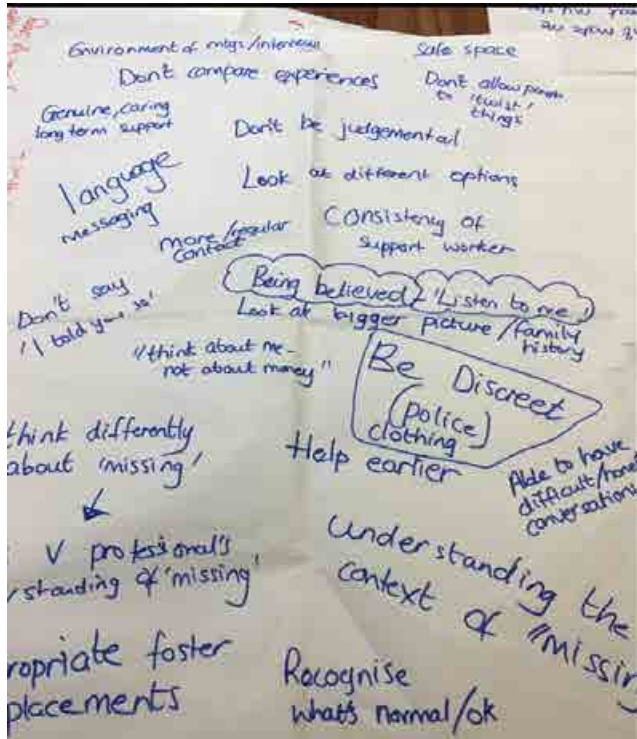 Environment of mtgs/interviews
Safe space
Don't compare experiences
Don't allow
to 'twist'
things
Genuine, caring
long term support
Don't be judgemental
language
messaging
Look at different options
more/regular
contact
Consistency of
support worker
Being believed
'Listen to me'
Don't say
'I told you so'
Look at bigger picture/family
history
"think about me-
not about money"
Be Discreet
(police)
clothing
think differently
about 'missing'
Help earlier
Able to have
difficult/
conversations
V professional's
standing of 'missing'
Understanding the
context of "missin
ropriate foster
placements
Recognise
what's normal/ok